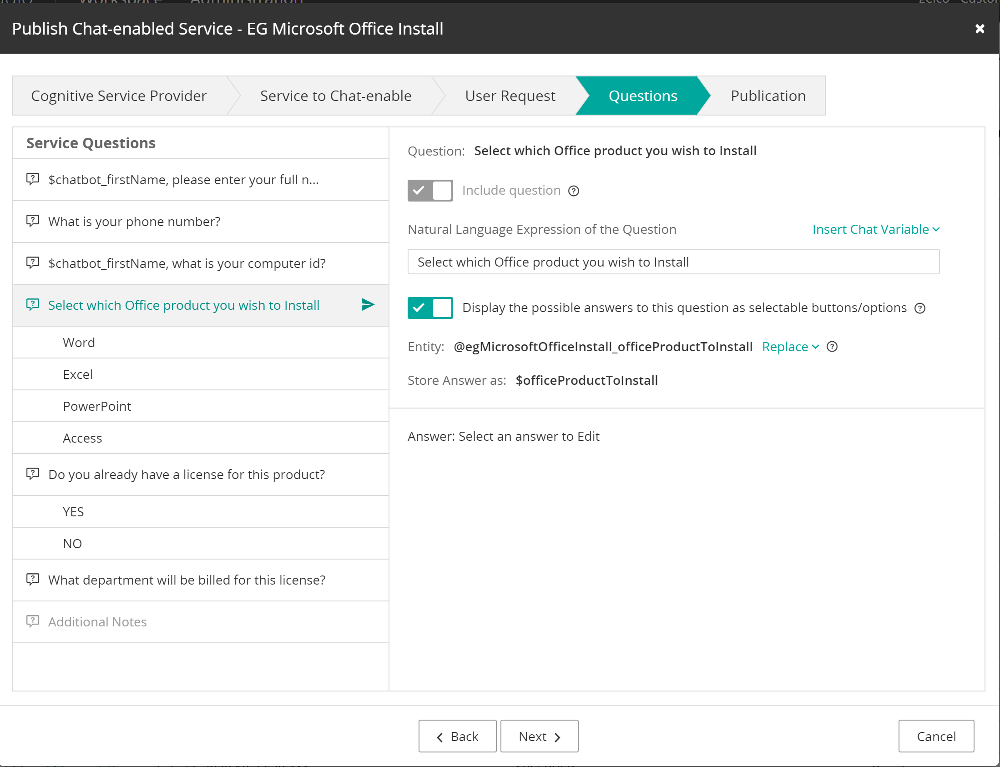 Workspace Administration
Publish Chat-enabled Service - EG Microsoft Office Install
Cognitive Service Provider
Service to Chat-enable
User Request
Questions
Publication
Service Questions
$chatbot_firstName, please enter your full n...
What is your phone number?
$chatbot_firstName, what is your computer id?
Select which Office product you wish to Install
Word
Excel
PowerPoint
Access
Do you already have a license for this product?
YES
NO
What department will be billed for this license?
Additional Notes
Question: Select which Office product you wish to Install
Include question
Natural Language Expression of the Question
Insert Chat Variable
Select which Office product you wish to Install
Display the possible answers to this question as selectable buttons/options
Entity: @egMicrosoftOfficeInstall_officeProductToInstall Replace
Store Answer as: $officeProductToInstall
Answer: Select an answer to Edit
Back
Next
Cancel